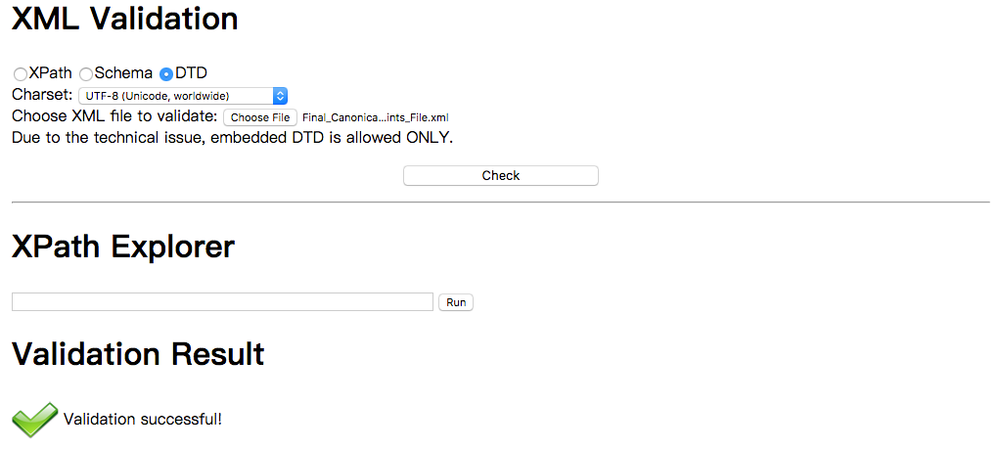 XML Validation
XPath Schema DTD
Charset: UTF-8 (Unicode, worldwide)
Choose XML file to validate: Choose File Final_Canonica...ints_File.xml
Due to the technical issue, embedded DTD is allowed ONLY.
Check
XPath Explorer
Run
Validation Result
Validation successful!